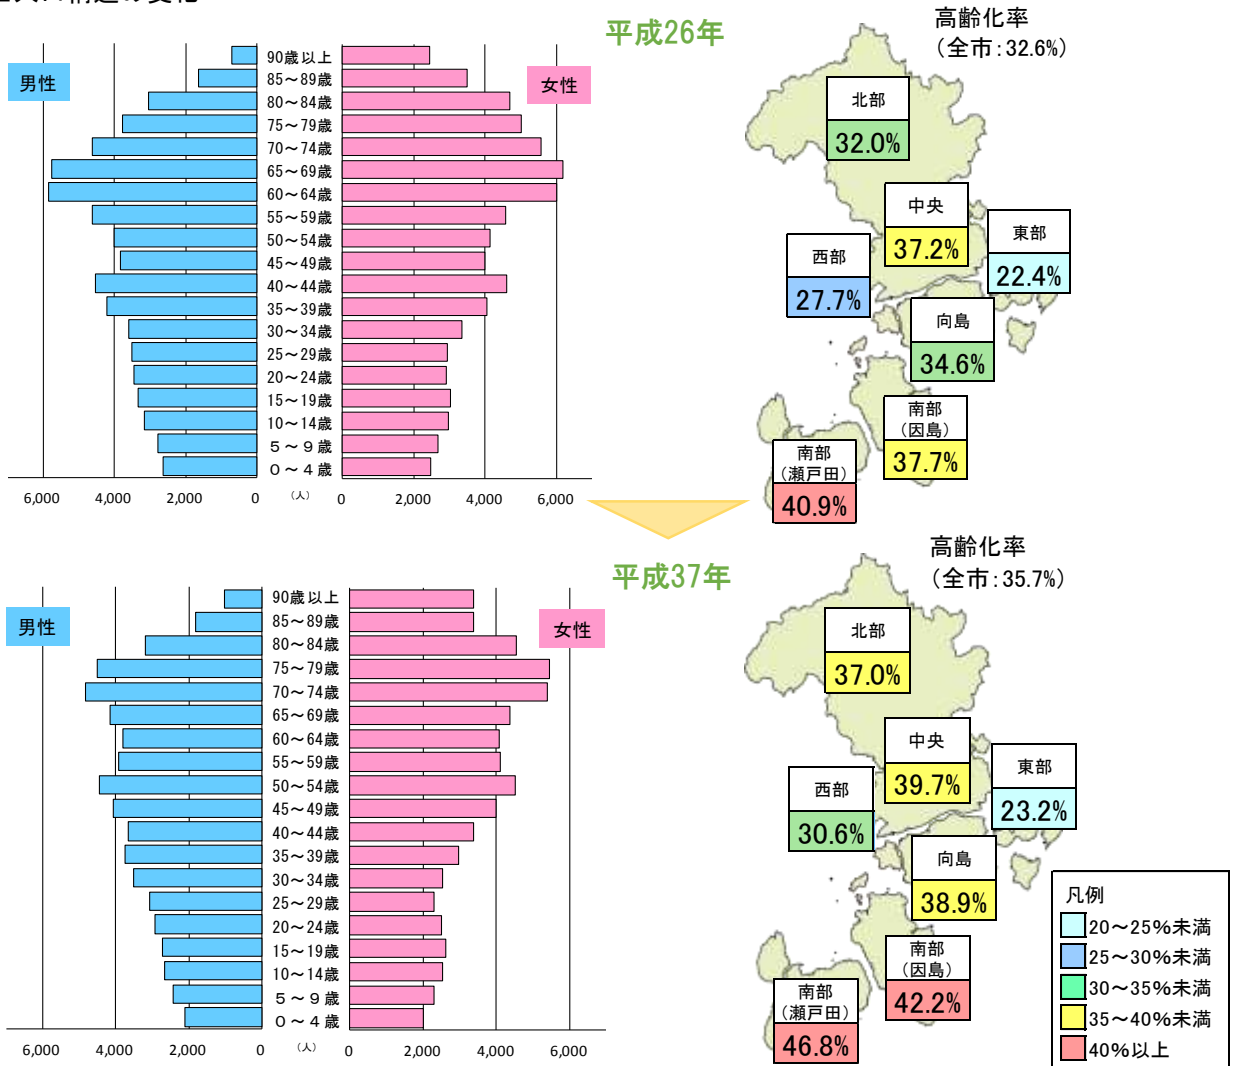 平成26年
男性
女性
90歳以上
85～89歳
80～84歳
75～79歳
70～74歳
65～69歳
60～64歳
55～59歳
50～54歳
45～49歳
40～44歳
35～39歳
30～34歳
25～29歳
20～24歳
15～19歳
10～14歳
５～９歳
０～４歳
6,000 4,000 2,000 0 （人） 0 2,000 4,000 6,000
高齢化率
（全市：32.6%）
北部
32.0%
中央
37.2%
東部
22.4%
西部
27.7%
向島
34.6%
南部
（因島）
37.7%
南部
（瀬戸田）
40.9%
平成37年
男性
女性
90歳以上
85～89歳
80～84歳
75～79歳
70～74歳
65～69歳
60～64歳
55～59歳
50～54歳
45～49歳
40～44歳
35～39歳
30～34歳
25～29歳
20～24歳
15～19歳
10～14歳
５～９歳
０～４歳
6,000 4,000 2,000 0 （人） 0 2,000 4,000 6,000
高齢化率
（全市：35.7%）
北部
37.0%
中央
39.7%
東部
23.2%
西部
30.6%
向島
38.9%
南部
（因島）
42.2%
南部
（瀬戸田）
46.8%
凡例
20～25%未満
25～30%未満
30～35%未満
35～40%未満
40%以上